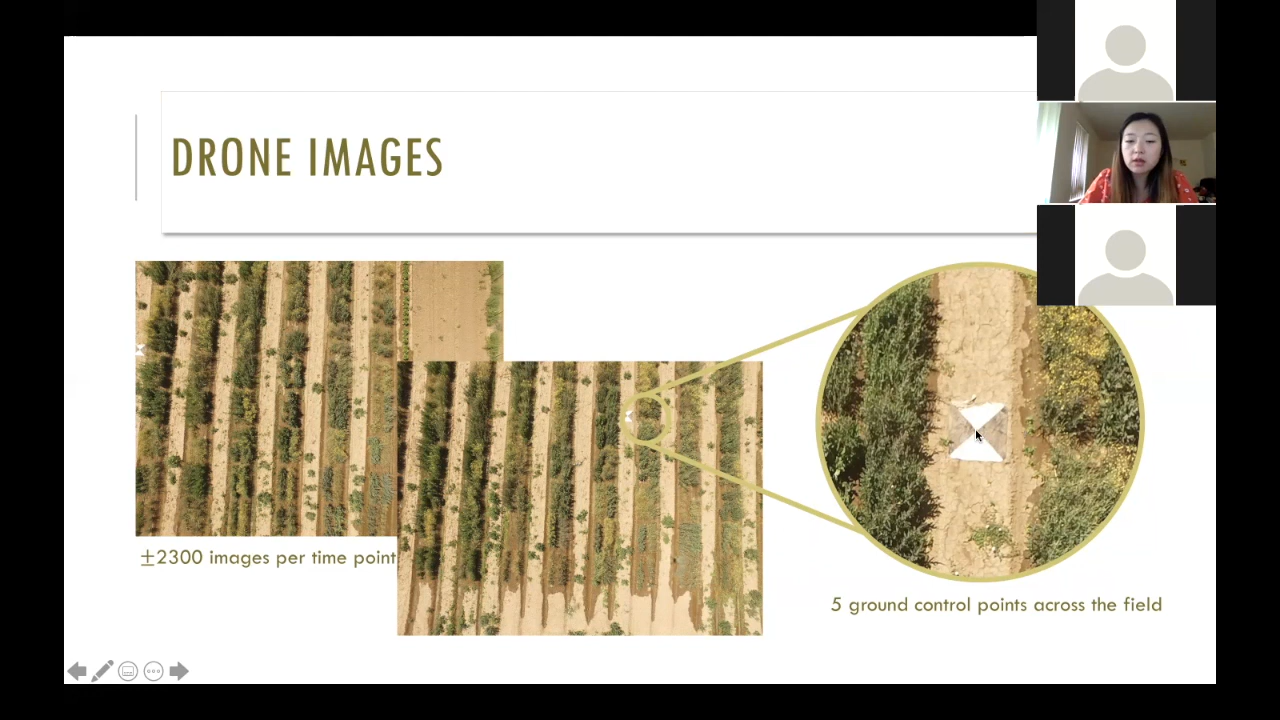 DRONE IMAGES
±2300 images per time point
5 ground control points across the field